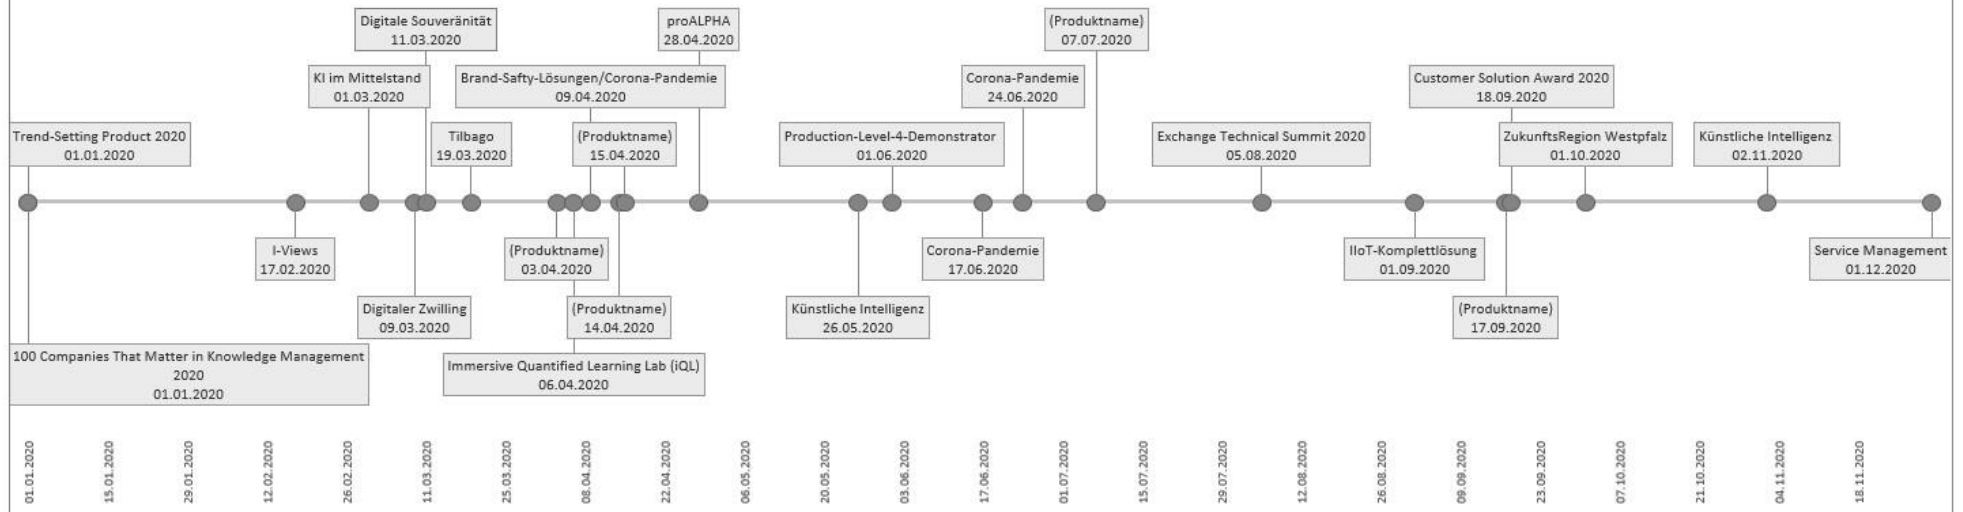 Digitale Souveränität
11.03.2020
proALPHA
28.04.2020
(Produktname)
07.07.2020
KI im Mittelstand
01.03.2020
Brand-Safty-Lösungen/Corona-Pandemie
09.04.2020
Corona-Pandemie
24.06.2020
Customer Solution Award 2020
18.09.2020
Trend-Setting Product 2020
01.01.2020
Tilbago
19.03.2020
(Produktname)
15.04.2020
Production-Level-4-Demonstrator
01.06.2020
Exchange Technical Summit 2020
05.08.2020
ZukunftsRegion Westpfalz
01.10.2020
Künstliche Intelligenz
02.11.2020
I-Views
17.02.2020
(Produktname)
03.04.2020
Corona-Pandemie
17.06.2020
IIoT-Komplettlösung
01.09.2020
Service Management
01.12.2020
Digitaler Zwilling
09.03.2020
(Produktname)
14.04.2020
Künstliche Intelligenz
26.05.2020
(Produktname)
17.09.2020
100 Companies That Matter in Knowledge Management
2020
01.01.2020
Immersive Quantified Learning Lab (iQL)
06.04.2020
01.01.2020
15.01.2020
29.01.2020
12.02.2020
26.02.2020
11.03.2020
25.03.2020
08.04.2020
22.04.2020
06.05.2020
20.05.2020
03.06.2020
17.06.2020
01.07.2020
15.07.2020
29.07.2020
12.08.2020
26.08.2020
09.09.2020
23.09.2020
07.10.2020
21.10.2020
04.11.2020
18.11.2020